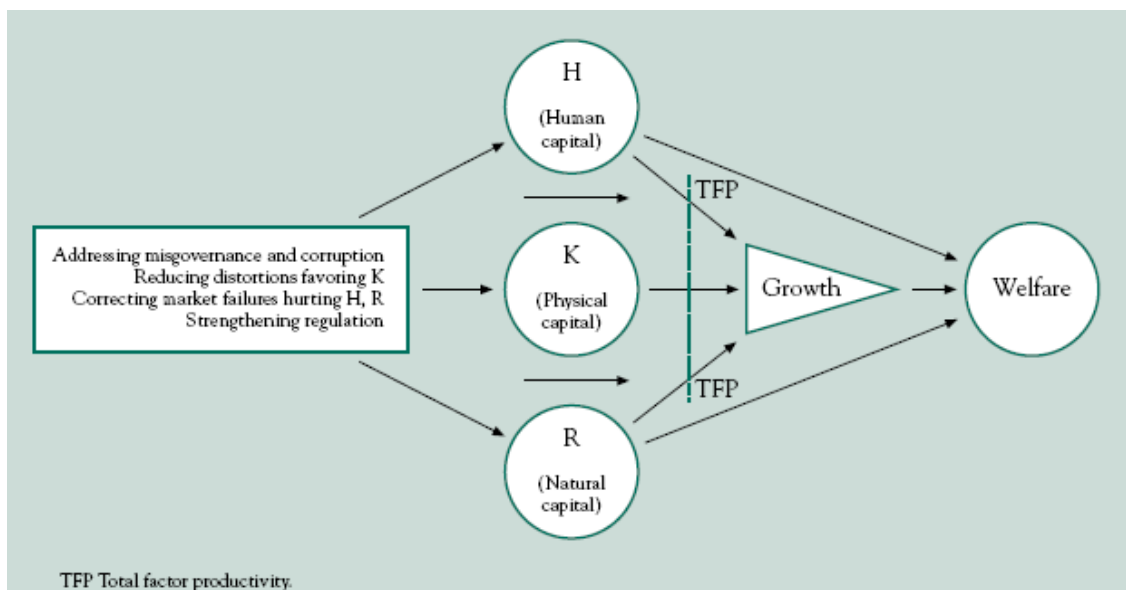 H
(Human
capital)
TFP
Addressing misgovernance and corruption
Reducing distortions favoring K
Correcting market failures hurting H, R
Strengthening regulation
K
(Physical
capital)
Growth
Welfare
TFP
R
(Natural
capital)
TFP Total factor productivity.